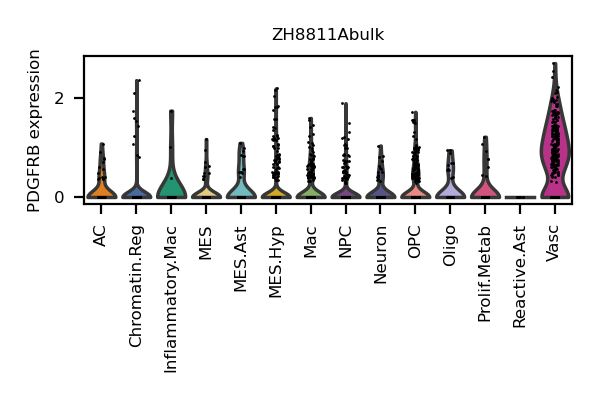 ZH8811Abulk
PDGFRB expression
2
0
AC
Chromatin.Reg
Inflammatory.Mac
MES
MES.Ast
MES.Hyp
Mac
NPC
Neuron
OPC
Oligo
Prolif.Metab
Reactive.Ast
Vasc